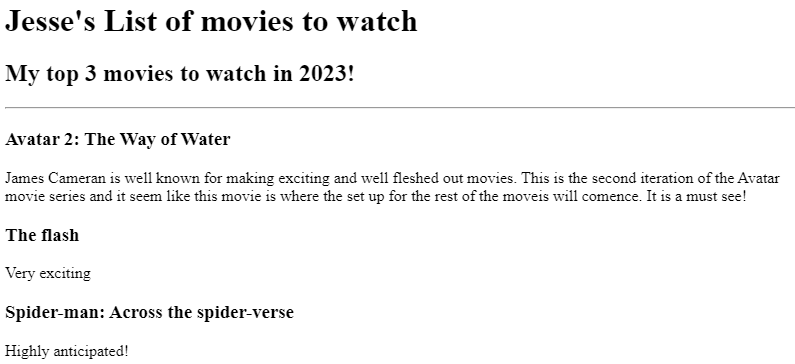 Jesse's List of movies to watch
My top 3 movies to watch in 2023!
Avatar 2: The Way of Water
James Cameran is well known for making exciting and well fleshed out movies. This is the second iteration of the Avatar
movie series and it seem like this movie is where the set up for the rest of the moveis will comence. It is a must see!
The flash
Very exciting
Spider-man: Across the spider-verse
Highly anticipated!